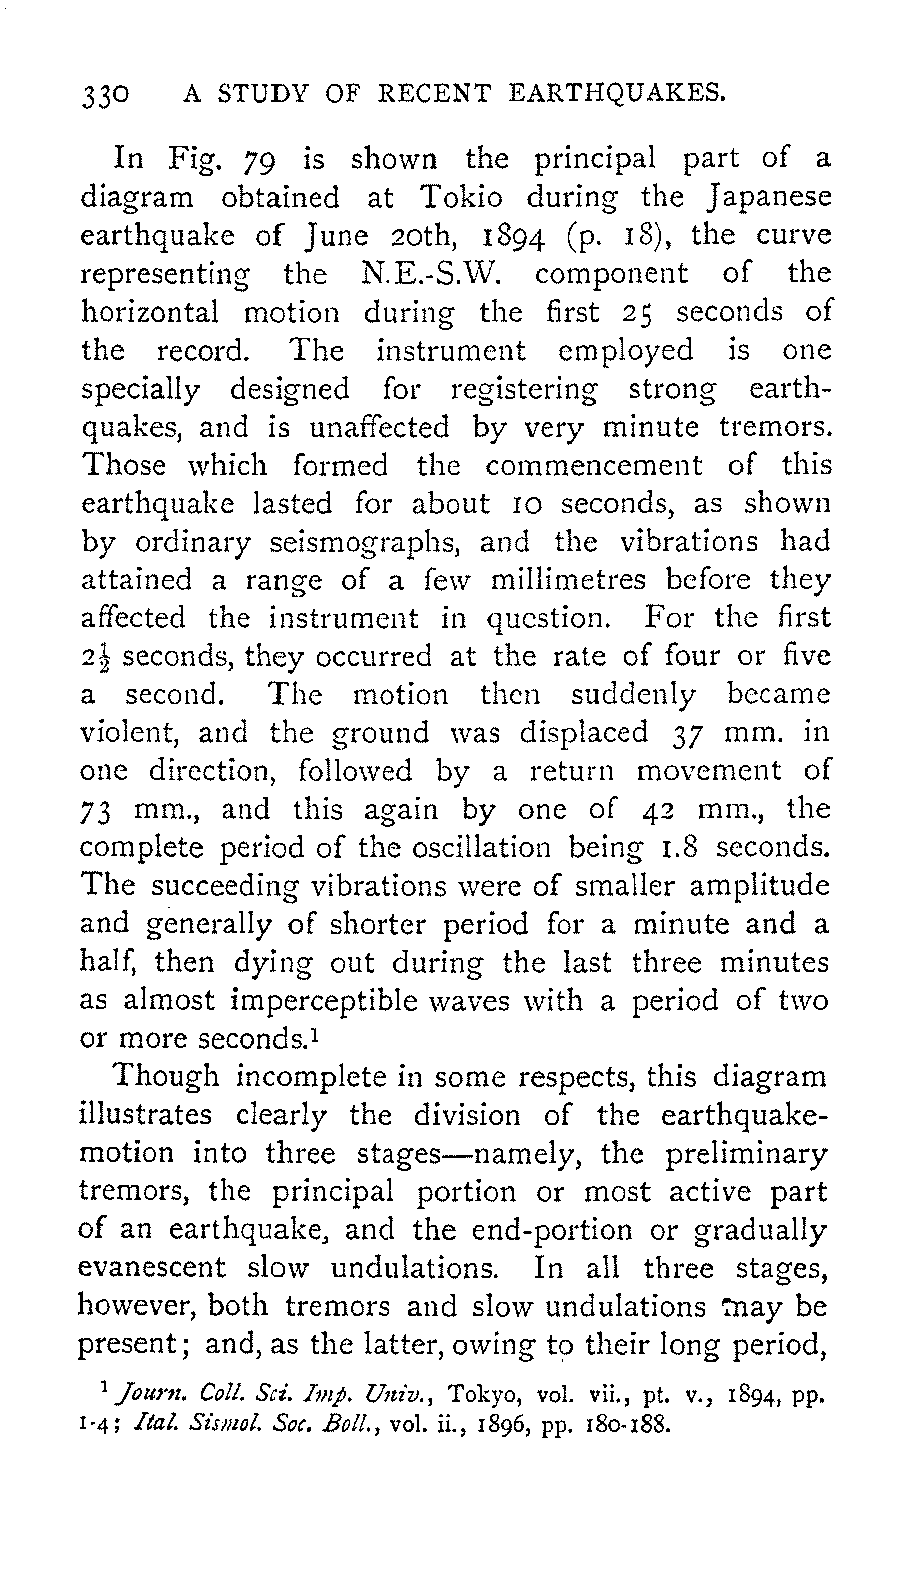 330 A STUDY OF RECENT EARTHQUAKES.
In Fig. 79 is shown the principal part of a
diagram obtained at Tokio during the Japanese
earthquake of June 20th, 1894 (p. 18), the curve
representing the N.E.-S.W. component of the
horizontal motion during the first 25 seconds of
the record. The instrument employed is one
specially designed for registering strong earth-
quakes, and is unaffected by very minute tremors.
Those which formed the commencement of this
earthquake lasted for about 10 seconds, as shown
by ordinary seismographs, and the vibrations had
attained a range of a few millimetres before they
affected the instrument in question. For the first
2½ seconds, they occurred at the rate of four or five
a second. The motion then suddenly became
violent, and the ground was displaced 37 mm. in
one direction, followed by a return movement of
73 mm., and this again by one of 42 mm., the
complete period of the oscillation being 1.8 seconds.
The succeeding vibrations were of smaller amplitude
and generally of shorter period for a minute and a
half, then dying out during the last three minutes
as almost imperceptible waves with a period of two
or more seconds.¹
Though incomplete in some respects, this diagram
illustrates clearly the division of the earthquake-
motion into three stages—namely, the preliminary
tremors, the principal portion or most active part
of an earthquake, and the end-portion or gradually
evanescent slow undulations. In all three stages,
however, both tremors and slow undulations may be
present; and, as the latter, owing to their long period,
¹ Journ. Coll. Sci. Imp. Univ., Tokyo, vol. vii., pt. v., 1894, pp.
1-4; Ital. Sismol. Soc. Boll., vol. ii., 1896, pp. 180-188.